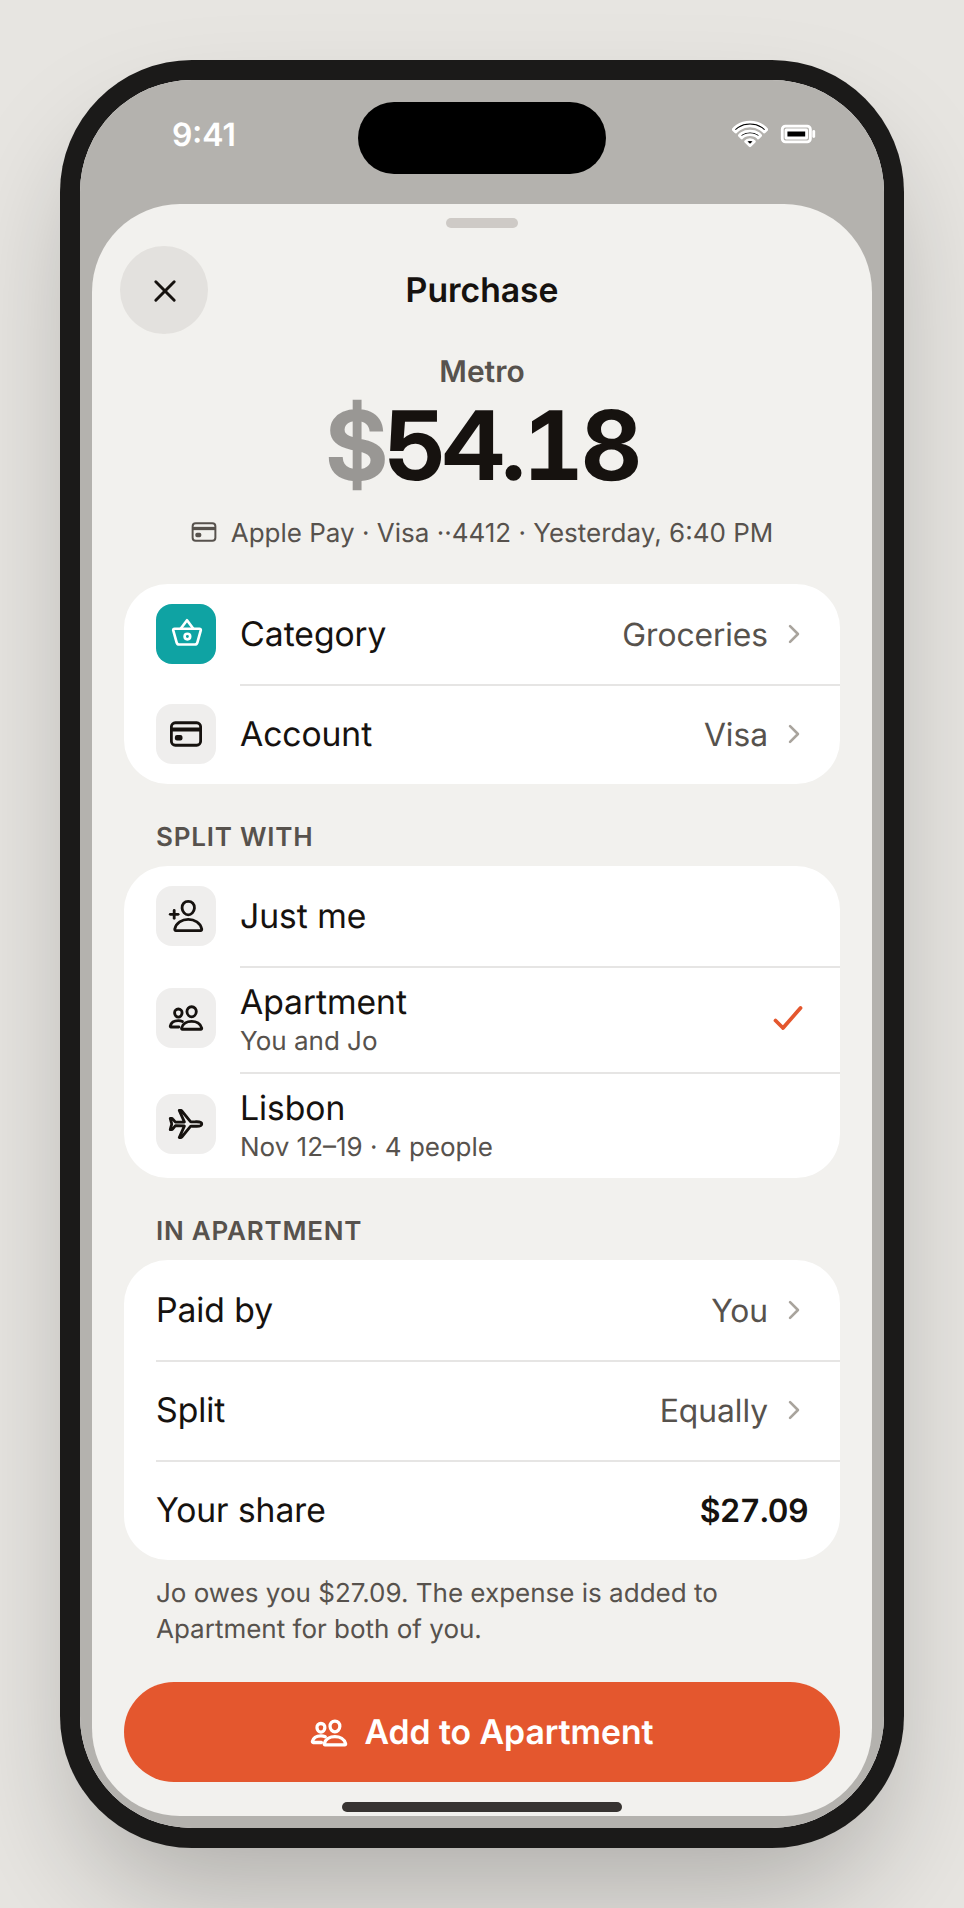 9:41
Purchase
Metro
$54.18
Apple Pay · Visa ··4412 · Yesterday, 6:40 PM
Category
Groceries
Account
Visa
SPLIT WITH
Just me
Apartment
You and Jo
Lisbon
Nov 12–19 · 4 people
IN APARTMENT
Paid by
You
Split
Equally
Your share
$27.09
Jo owes you $27.09. The expense is added to
Apartment for both of you.
Add to Apartment